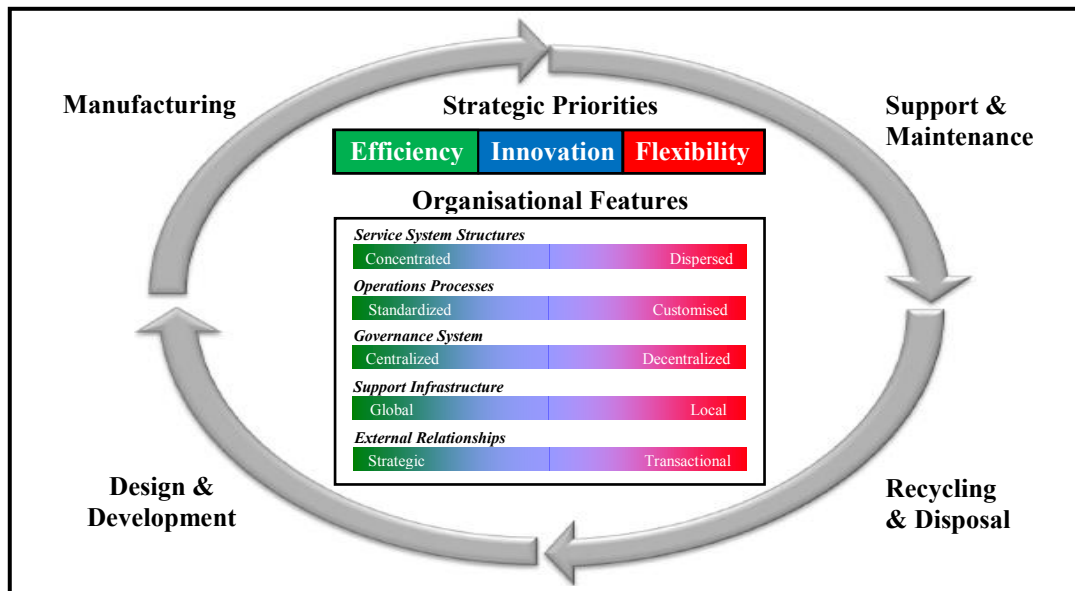 Manufacturing
Support &
Maintenance
Strategic Priorities
Efficiency Innovation Flexibility
Organisational Features
Service System Structures
Concentrated Dispersed
Operations Processes
Standardized Customised
Governance System
Centralized Decentralized
Support Infrastructure
Global Local
External Relationships
Strategic Transactional
Design &
Development
Recycling
& Disposal